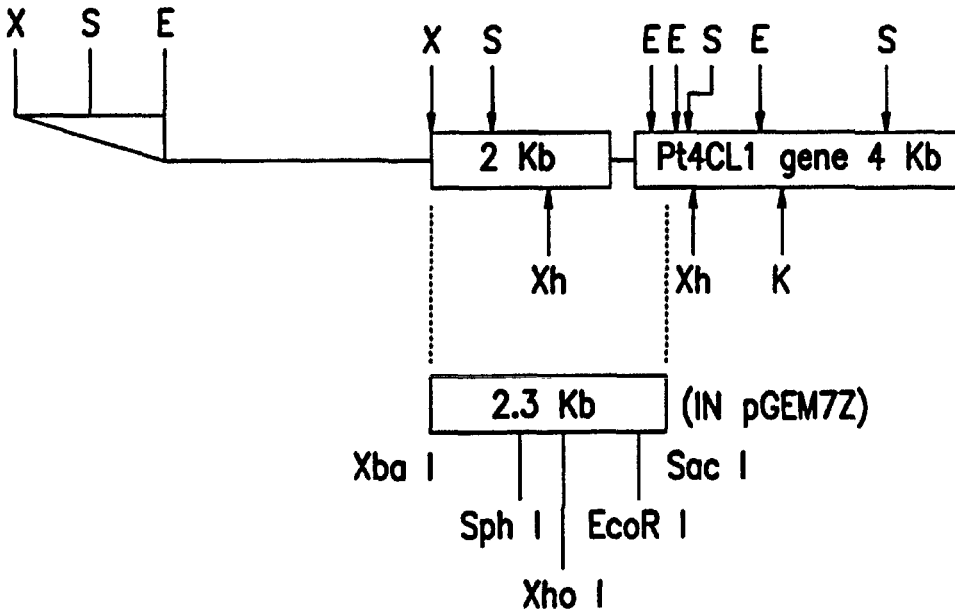 X S E
X S E E S E S
2 Kb Pt4CL1 gene 4 Kb
Xh Xh K
2.3 Kb (IN pGEM7Z)
Xba I Sac I
Sph I EcoR I
Xho I